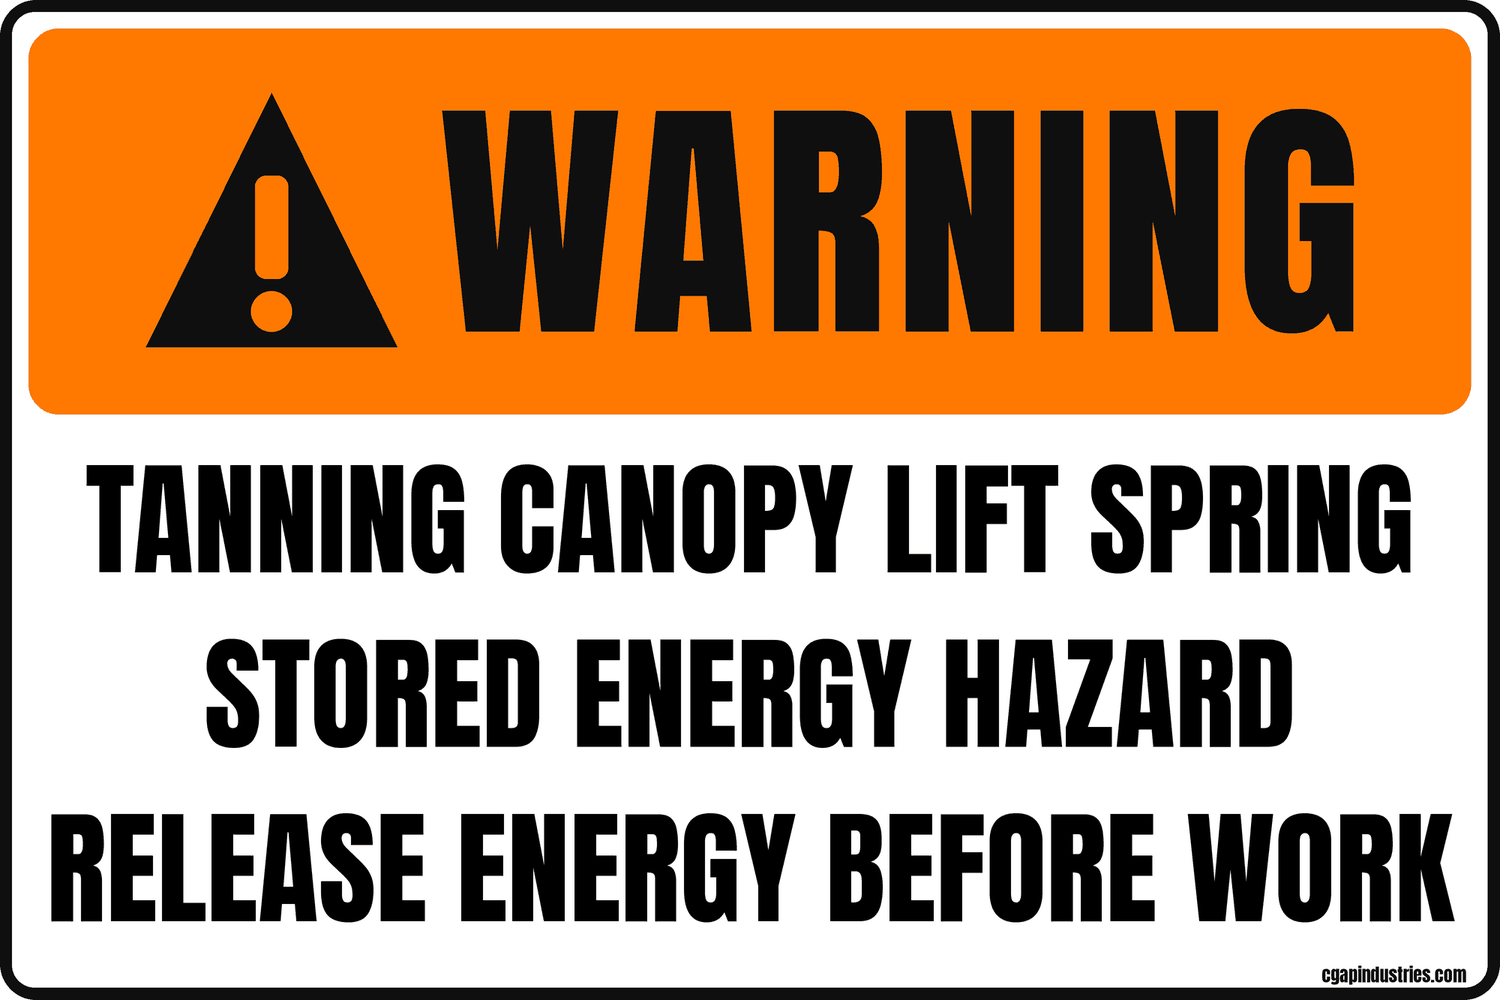 WARNING
TANNING CANOPY LIFT SPRING
STORED ENERGY HAZARD
RELEASE ENERGY BEFORE WORK
cgapindustries.com